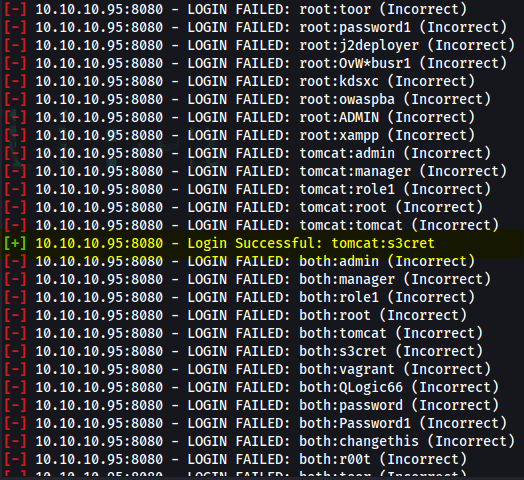 [-] 10.10.10.95:8080 - LOGIN FAILED: root:toor (Incorrect)
[-] 10.10.10.95:8080 - LOGIN FAILED: root:password1 (Incorrect)
[-] 10.10.10.95:8080 - LOGIN FAILED: root:j2deployer (Incorrect)
[-] 10.10.10.95:8080 - LOGIN FAILED: root:OvW*busr1 (Incorrect)
[-] 10.10.10.95:8080 - LOGIN FAILED: root:kdsxc (Incorrect)
[-] 10.10.10.95:8080 - LOGIN FAILED: root:owaspba (Incorrect)
[-] 10.10.10.95:8080 - LOGIN FAILED: root:ADMIN (Incorrect)
[-] 10.10.10.95:8080 - LOGIN FAILED: root:xampp (Incorrect)
[-] 10.10.10.95:8080 - LOGIN FAILED: tomcat:admin (Incorrect)
[-] 10.10.10.95:8080 - LOGIN FAILED: tomcat:manager (Incorrect)
[-] 10.10.10.95:8080 - LOGIN FAILED: tomcat:role1 (Incorrect)
[-] 10.10.10.95:8080 - LOGIN FAILED: tomcat:root (Incorrect)
[-] 10.10.10.95:8080 - LOGIN FAILED: tomcat:tomcat (Incorrect)
[+] 10.10.10.95:8080 - Login Successful: tomcat:s3cret
[-] 10.10.10.95:8080 - LOGIN FAILED: both:admin (Incorrect)
[-] 10.10.10.95:8080 - LOGIN FAILED: both:manager (Incorrect)
[-] 10.10.10.95:8080 - LOGIN FAILED: both:role1 (Incorrect)
[-] 10.10.10.95:8080 - LOGIN FAILED: both:root (Incorrect)
[-] 10.10.10.95:8080 - LOGIN FAILED: both:tomcat (Incorrect)
[-] 10.10.10.95:8080 - LOGIN FAILED: both:s3cret (Incorrect)
[-] 10.10.10.95:8080 - LOGIN FAILED: both:vagrant (Incorrect)
[-] 10.10.10.95:8080 - LOGIN FAILED: both:QLogic66 (Incorrect)
[-] 10.10.10.95:8080 - LOGIN FAILED: both:password (Incorrect)
[-] 10.10.10.95:8080 - LOGIN FAILED: both:Password1 (Incorrect)
[-] 10.10.10.95:8080 - LOGIN FAILED: both:changethis (Incorrect)
[-] 10.10.10.95:8080 - LOGIN FAILED: both:r00t (Incorrect)